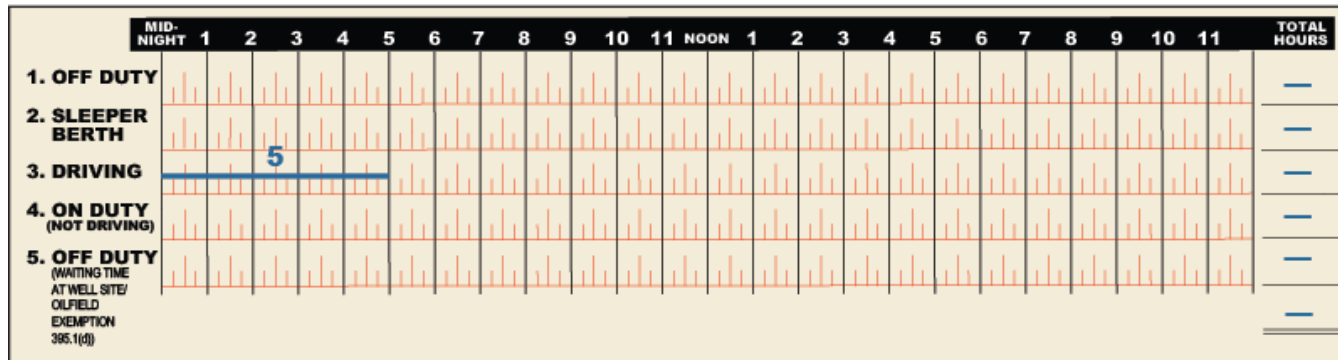 MID-NIGHT 1 2 3 4 5 6 7 8 9 10 11 NOON 1 2 3 4 5 6 7 8 9 10 11 TOTAL HOURS
1. OFF DUTY —
2. SLEEPER
BERTH —
5
3. DRIVING —
4. ON DUTY
(NOT DRIVING) —
5. OFF DUTY —
(WAITING TIME
AT WELL SITE/
OILFIELD
EXEMPTION —
395.1(d))